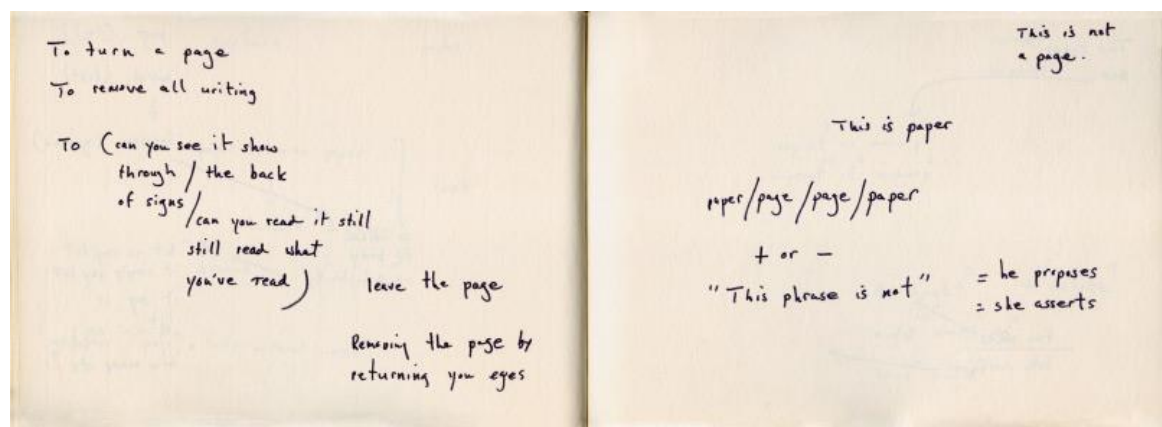 To turn a page
To remove all writing
To (can you see it show
through / the back
of signs /
can you read it still
still read what
you've read)
leave the page
Removing the page by
returning you eyes
This is not
a page.
This is paper
paper/page/page/paper
+ or -
"This phrase is not"
= he proposes
= she asserts